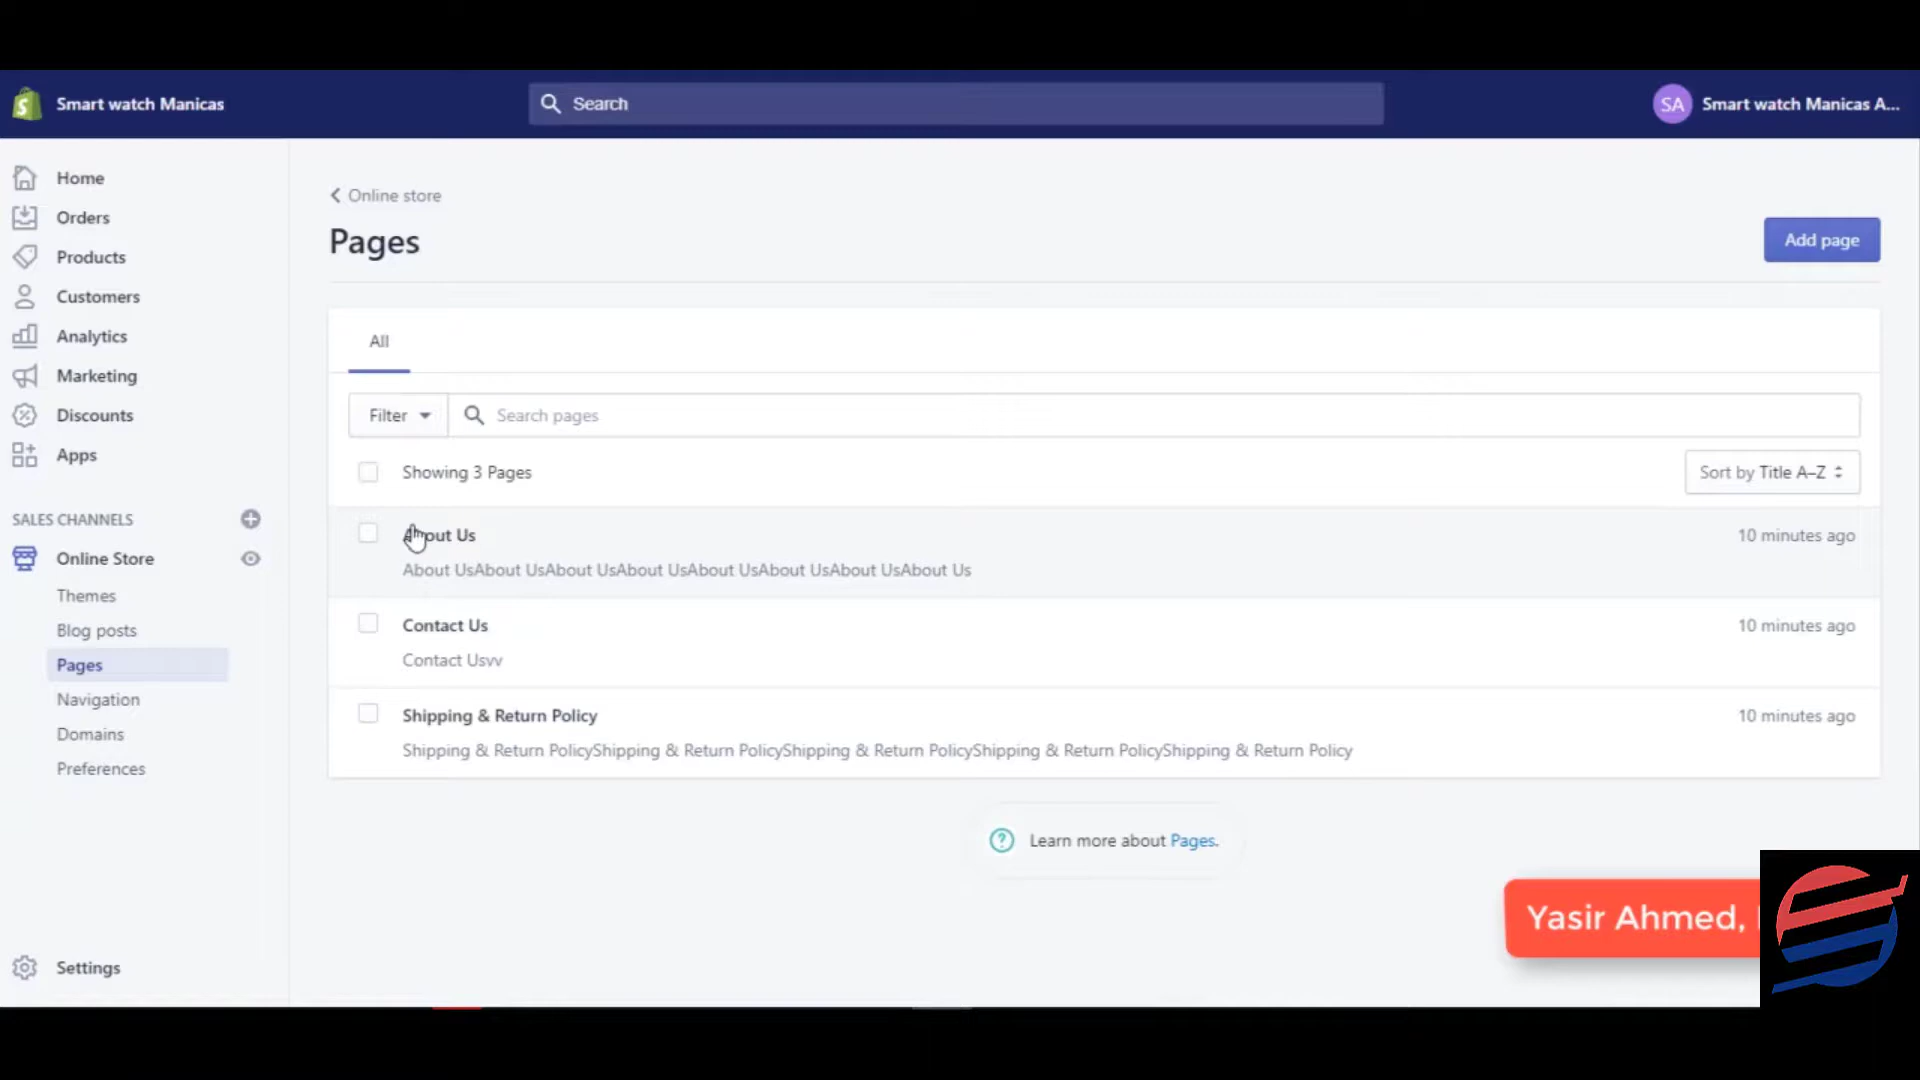 Smart watch Manicas
Search
SA
Smart watch Manicas A...
Home
Orders
Products
Customers
Analytics
Marketing
Discounts
Apps
SALES CHANNELS
Online Store
Themes
Blog posts
Pages
Navigation
Domains
Preferences
Settings
Online store
Pages
Add page
All
Filter
Search pages
Showing 3 Pages
Sort by Title A–Z
About Us
10 minutes ago
About UsAbout UsAbout UsAbout UsAbout UsAbout UsAbout UsAbout Us
Contact Us
10 minutes ago
Contact Usvv
Shipping & Return Policy
10 minutes ago
Shipping & Return PolicyShipping & Return PolicyShipping & Return PolicyShipping & Return PolicyShipping & Return Policy
Learn more about Pages.
Yasir Ahmed,